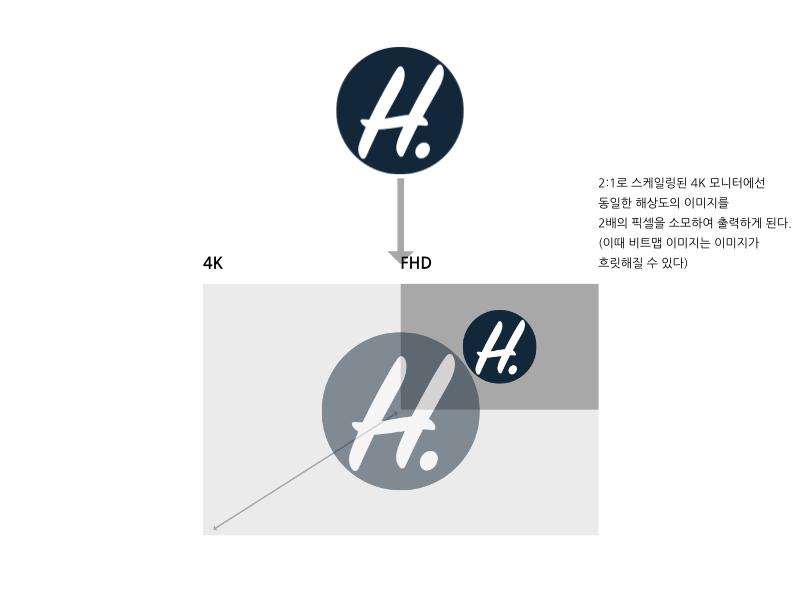 H.
2:1로 스케일링된 4K 모니터에선
동일한 해상도의 이미지를
2배의 픽셀을 소모하여 출력하게 된다.
(이때 비트맵 이미지는 이미지가
흐릿해질 수 있다)
4K
FHD
H.
H.